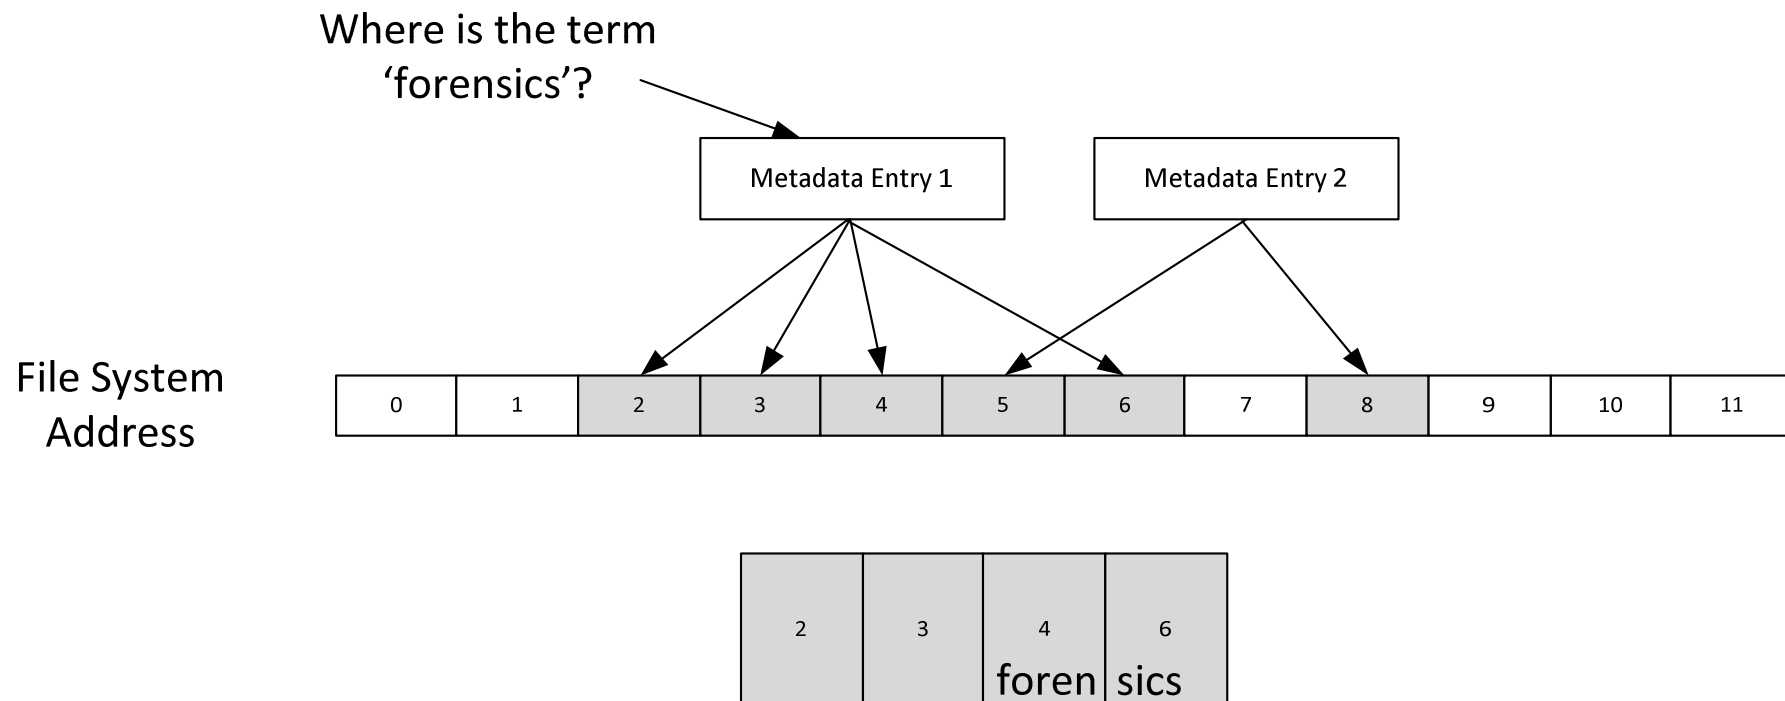 Where is the term
‘forensics’?
Metadata Entry 1
Metadata Entry 2
File System
Address
0 1 2 3 4 5 6 7 8 9 10 11
2 3 4 6
foren sics